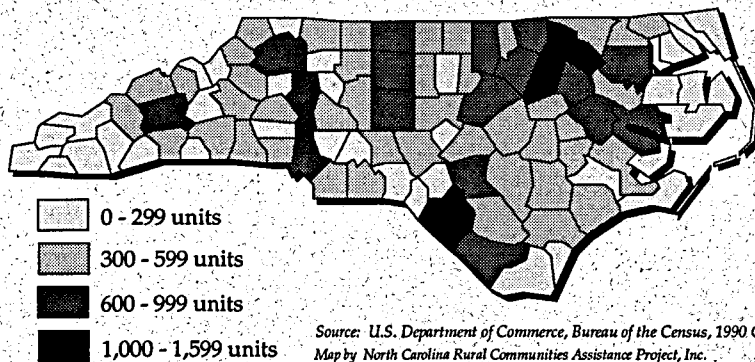 0 - 299 units
300 - 599 units
600 - 999 units
1,000 - 1,599 units
Source: U.S. Department of Commerce, Bureau of the Census, 1990
Map by North Carolina Rural Communities Assistance Project, Inc.